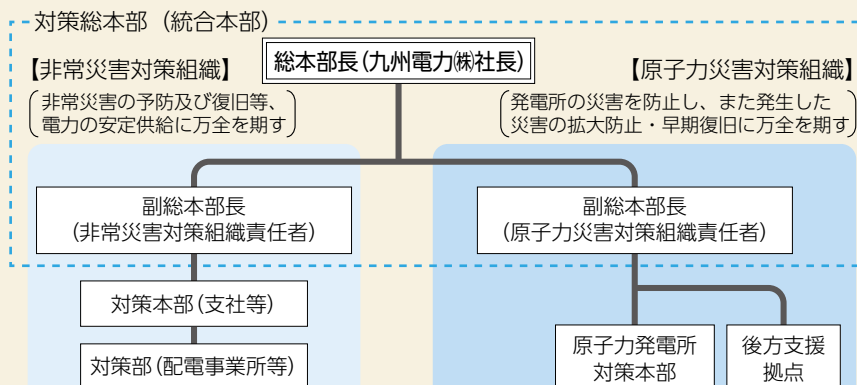 対策総本部（統合本部）
総本部長（九州電力㈱社長）
【非常災害対策組織】
非常災害の予防及び復旧等、
電力の安定供給に万全を期す
【原子力災害対策組織】
発電所の災害を防止し、また発生した
災害の拡大防止・早期復旧に万全を期す
副総本部長
（非常災害対策組織責任者）
副総本部長
（原子力災害対策組織責任者）
対策本部（支社等）
対策部（配電事業所等）
原子力発電所
対策本部
後方支援
拠点